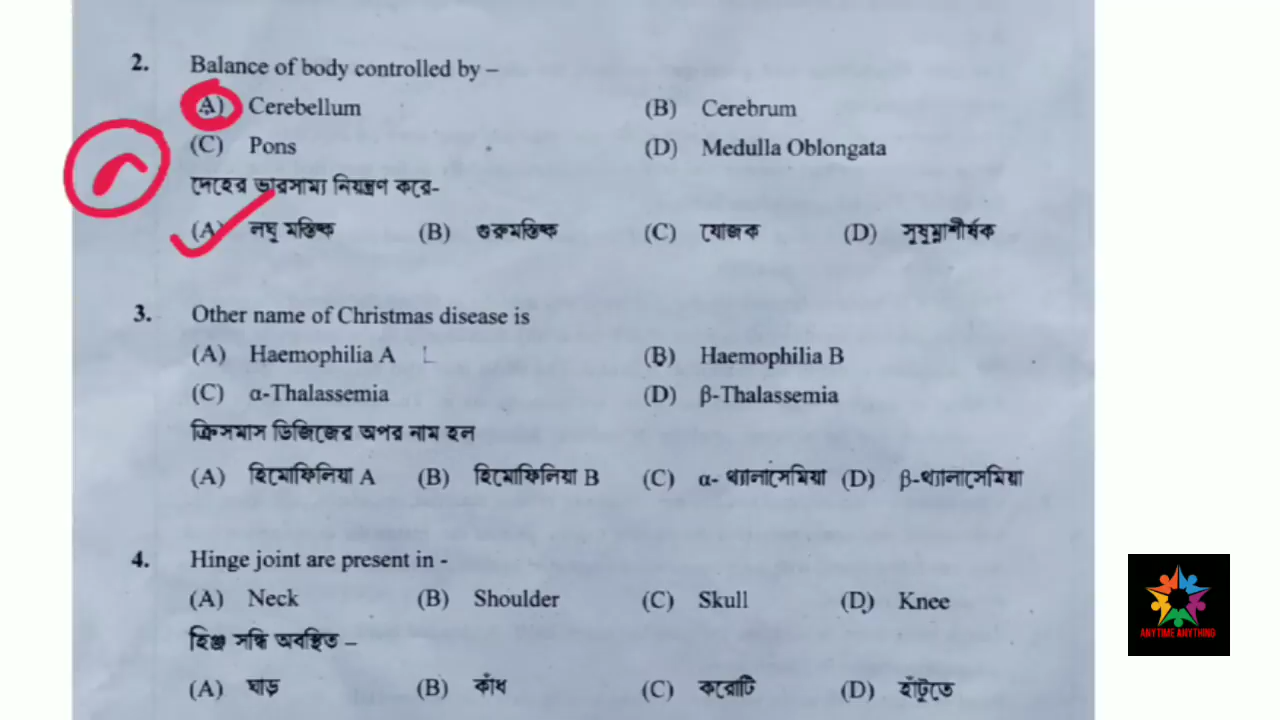 2. Balance of body controlled by –
(A) Cerebellum (B) Cerebrum
(C) Pons (D) Medulla Oblongata
দেহের ভারসাম্য নিয়ন্ত্রণ করে-
(A) লঘু মস্তিষ্ক (B) গুরুমস্তিষ্ক (C) যোজক (D) সুষুম্নাশীর্ষক
3. Other name of Christmas disease is
(A) Haemophilia A (B) Haemophilia B
(C) α-Thalassemia (D) β-Thalassemia
ক্রিসমাস ডিজিজের অপর নাম হল
(A) হিমোফিলিয়া A (B) হিমোফিলিয়া B (C) α- থ্যালাসেমিয়া (D) β-থ্যালাসেমিয়া
4. Hinge joint are present in -
(A) Neck (B) Shoulder (C) Skull (D) Knee
হিঞ্জ সন্ধি অবস্থিত –
(A) ঘাড় (B) কাঁধ (C) করোটি (D) হাঁটুতে
ANYTIME ANYTHING